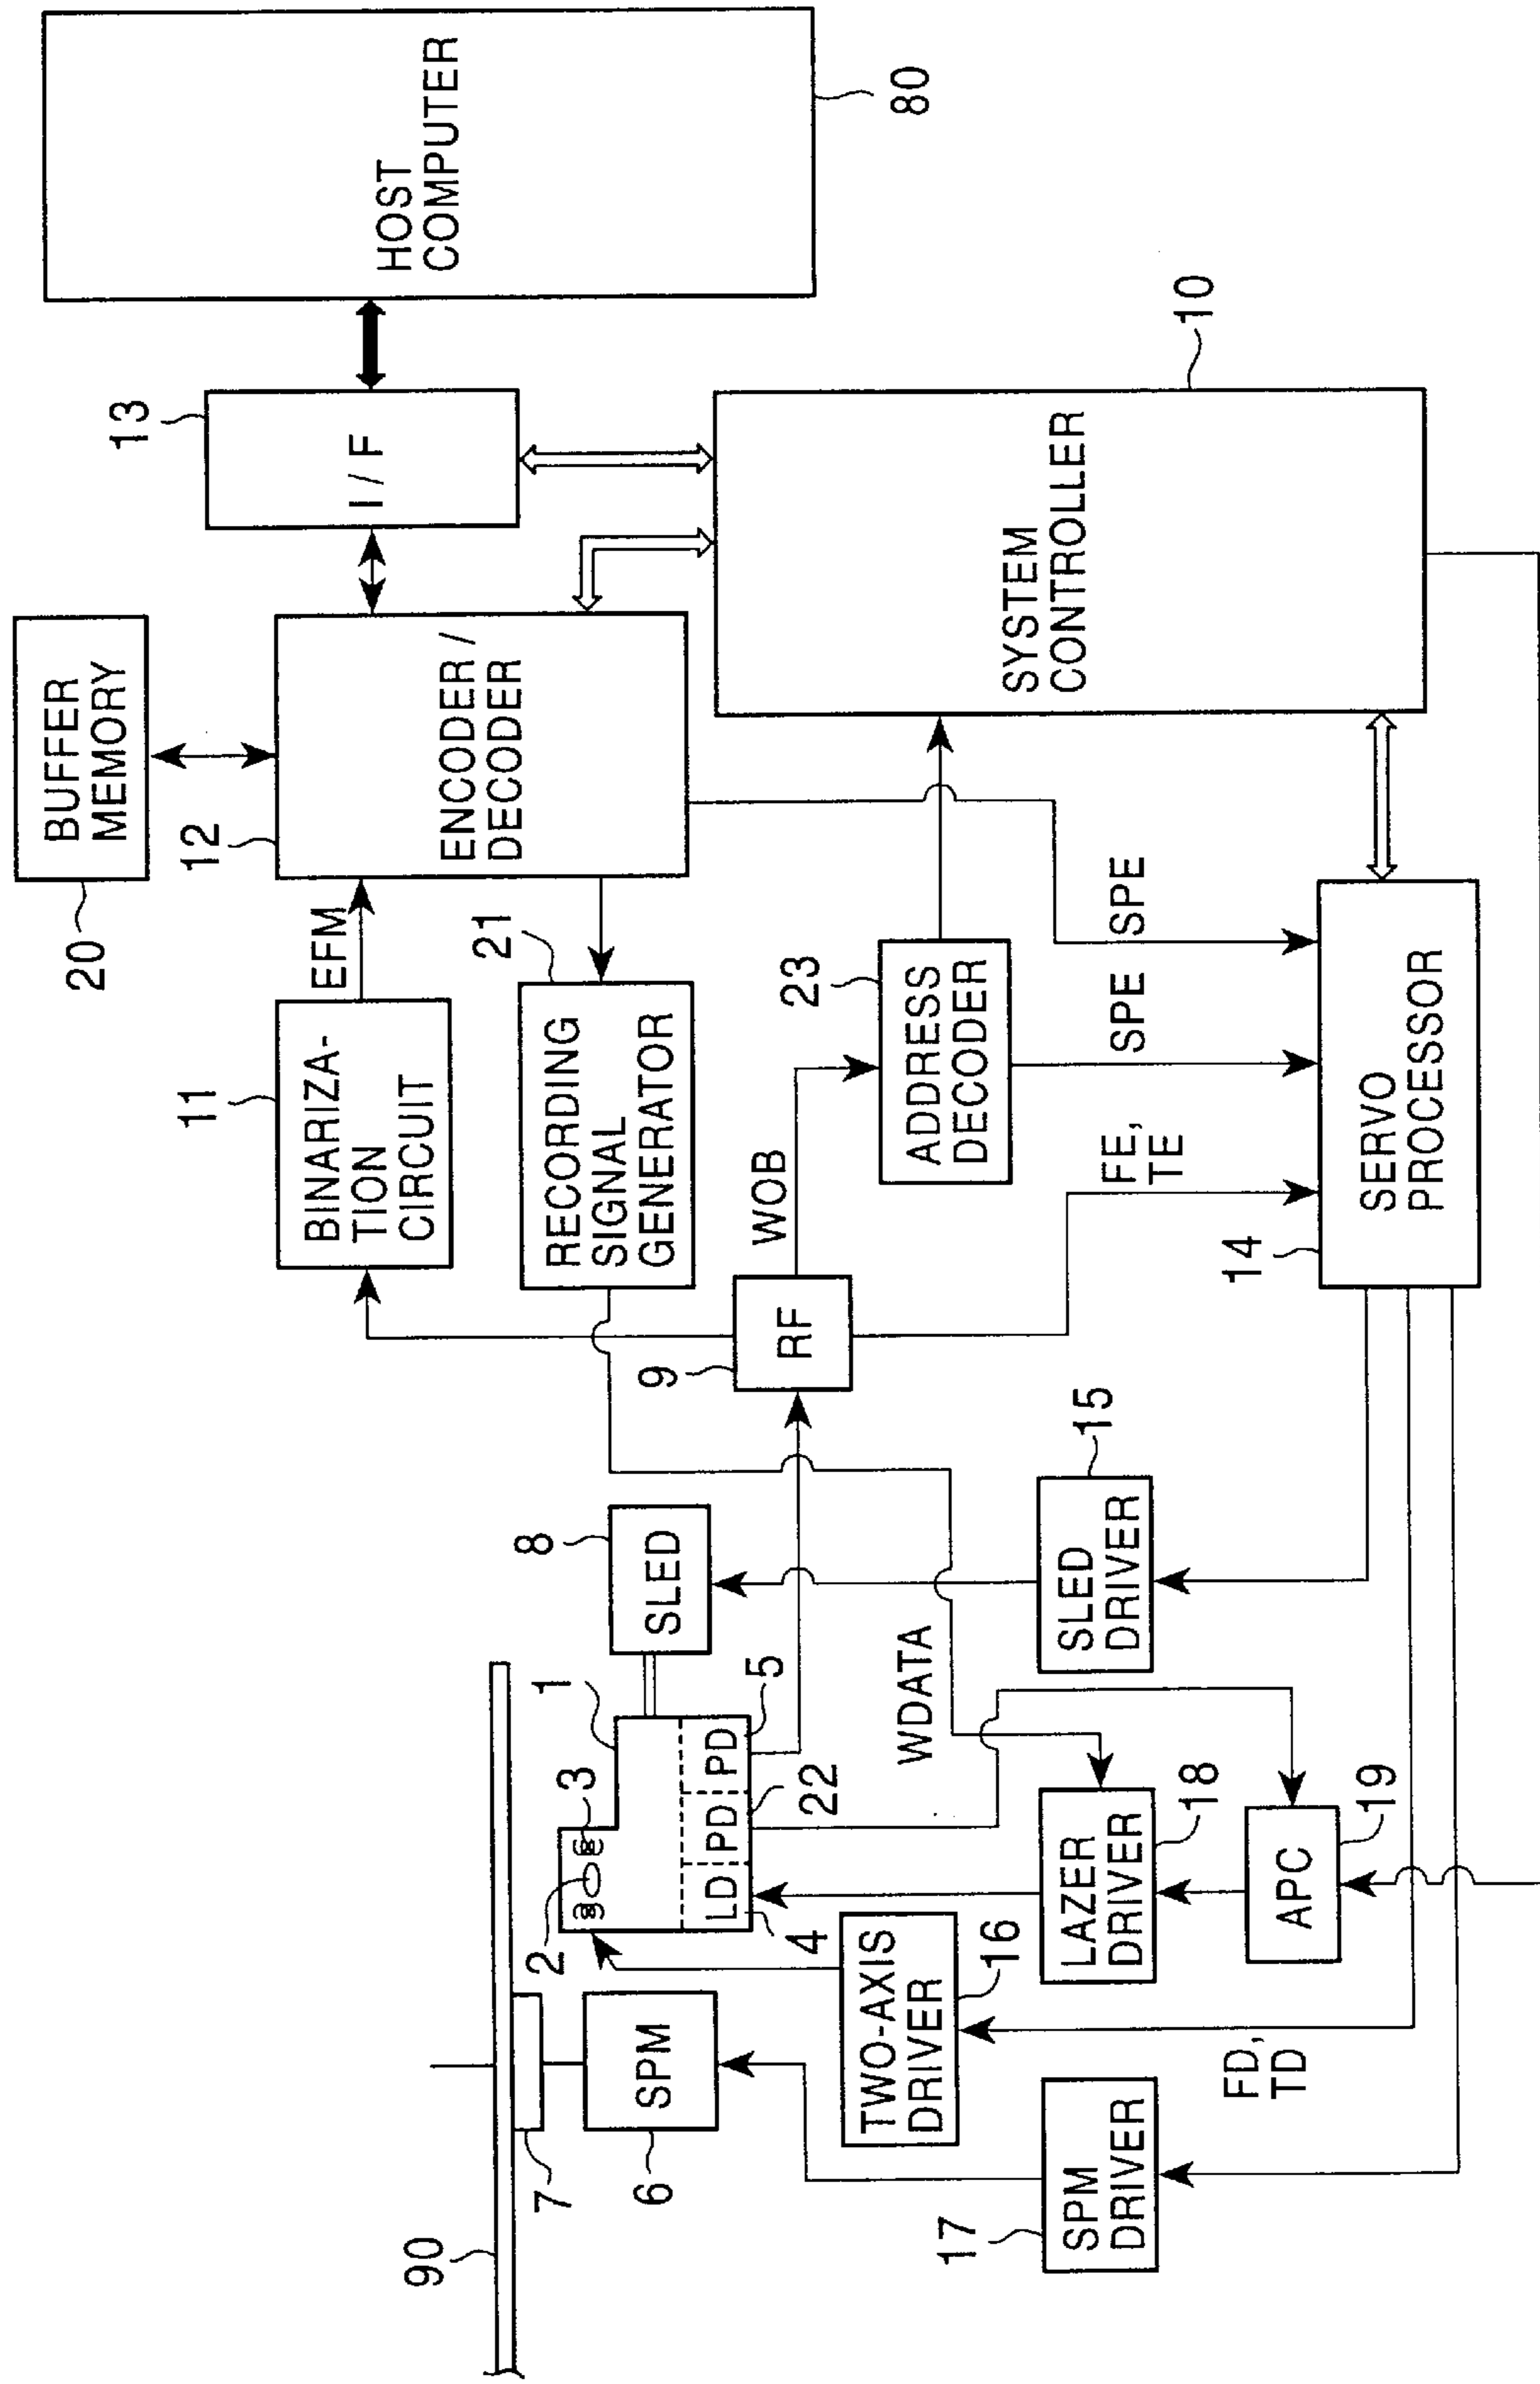 90
7
SPM
6
2
3
1
LD
PD
PD
4
22
5
SLED
8
SPM
DRIVER
17
TWO-AXIS
DRIVER
16
FD,
TD
LAZER
DRIVER
18
APC
19
WDATA
SLED
DRIVER
15
RF
9
WOB
FE,
TE
BINARIZA-
TION
CIRCUIT
11
EFM
RECORDING
SIGNAL
GENERATOR
21
ADDRESS
DECODER
23
SPE
SPE
SERVO
PROCESSOR
14
BUFFER
MEMORY
20
ENCODER /
DECODER
12
I / F
13
SYSTEM
CONTROLLER
10
HOST
COMPUTER
80